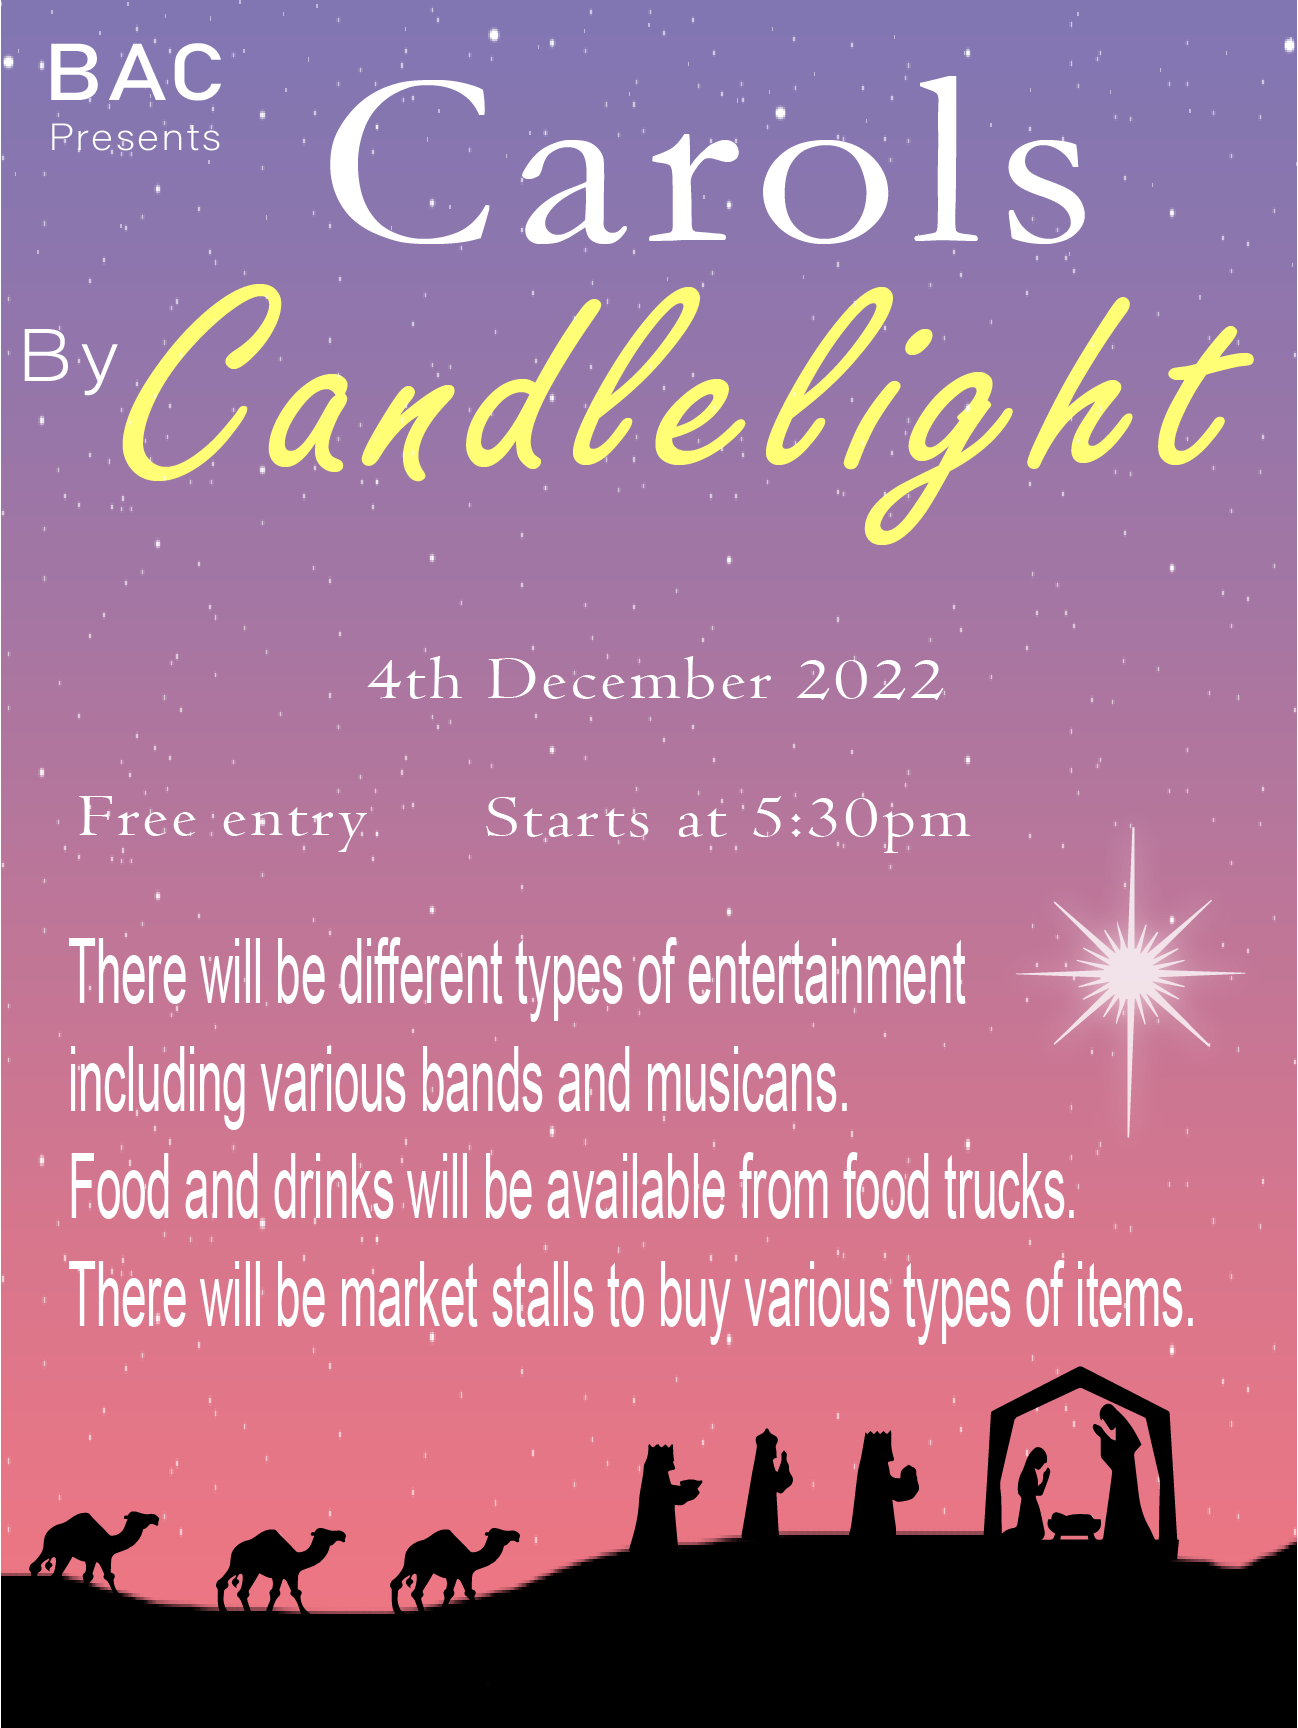 BAC
Presents
Carols
By Candlelight
4th December 2022
Free entry Starts at 5:30pm
There will be different types of entertainment
including various bands and musicans.
Food and drinks will be available from food trucks.
There will be market stalls to buy various types of items.